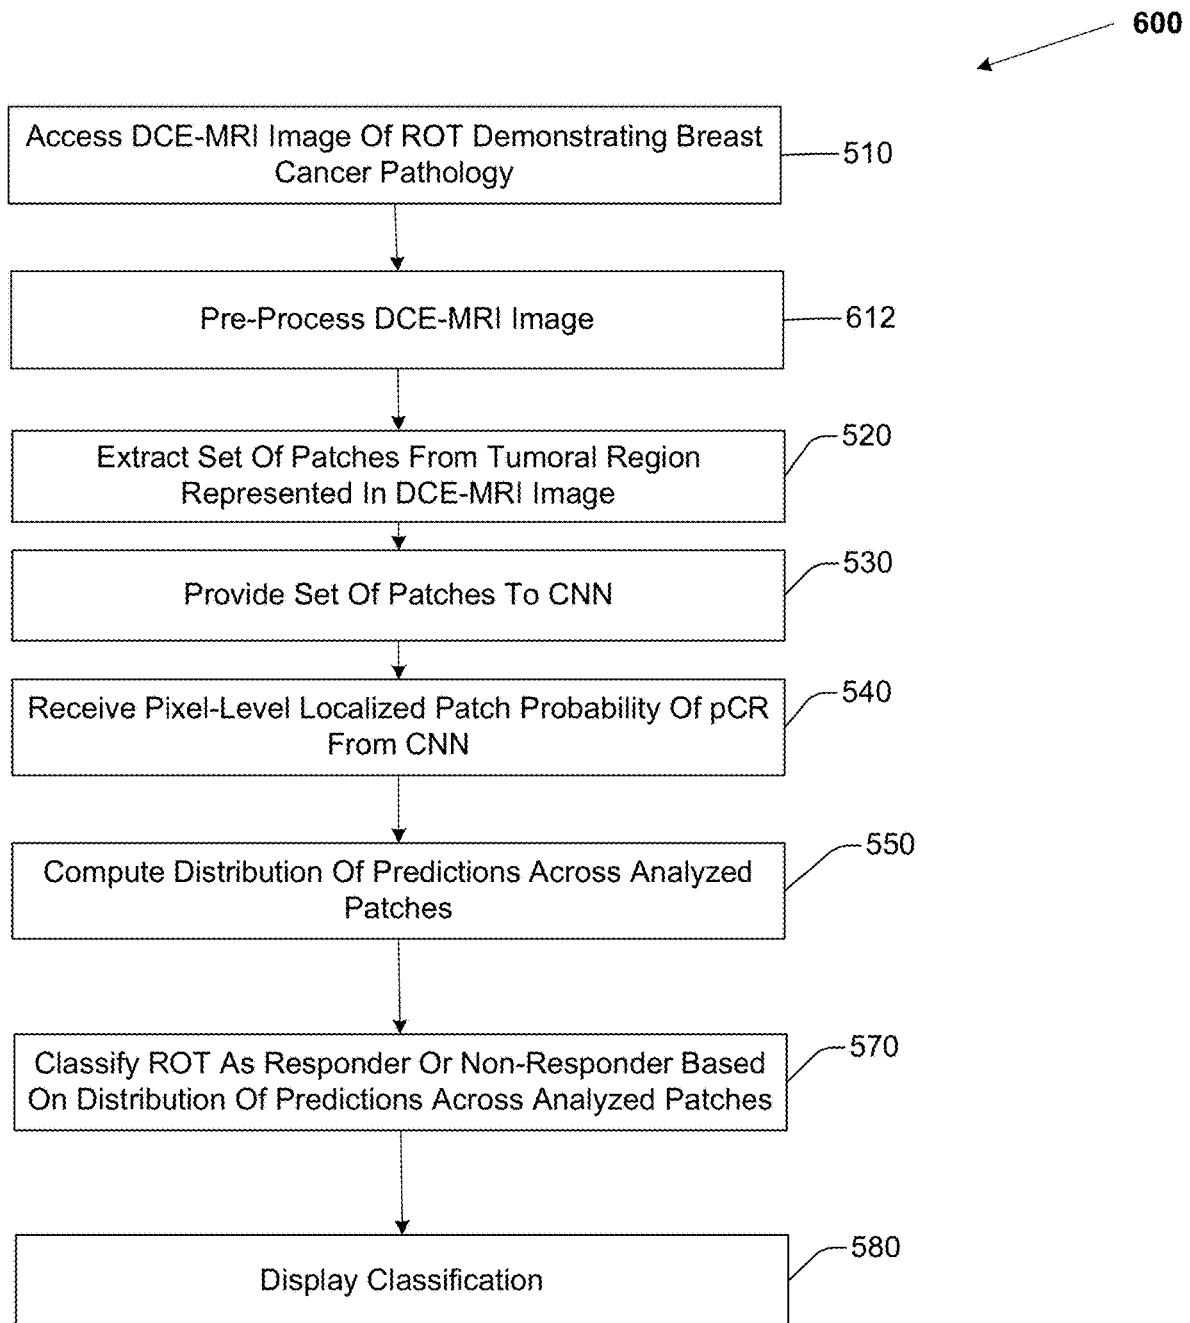 600
Access DCE-MRI Image Of ROT Demonstrating Breast
Cancer Pathology
510
Pre-Process DCE-MRI Image
612
Extract Set Of Patches From Tumoral Region
Represented In DCE-MRI Image
520
Provide Set Of Patches To CNN
530
Receive Pixel-Level Localized Patch Probability Of pCR
From CNN
540
Compute Distribution Of Predictions Across Analyzed
Patches
550
Classify ROT As Responder Or Non-Responder Based
On Distribution Of Predictions Across Analyzed Patches
570
Display Classification
580